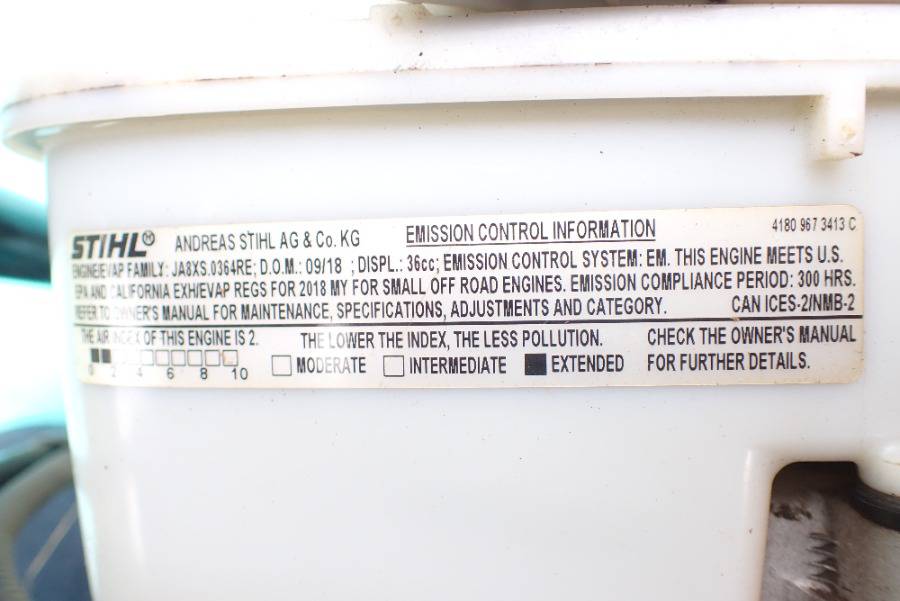 STIHL® ANDREAS STIHL AG & Co. KG EMISSION CONTROL INFORMATION 4180 967 3413 C
ENGINE/EVAP FAMILY: JA8XS.0364RE; D.O.M.: 09/18 ; DISPL.: 36cc; EMISSION CONTROL SYSTEM: EM. THIS ENGINE MEETS U.S.
EPA AND CALIFORNIA EXH/EVAP REGS FOR 2018 MY FOR SMALL OFF ROAD ENGINES. EMISSION COMPLIANCE PERIOD: 300 HRS.
REFER TO OWNER'S MANUAL FOR MAINTENANCE, SPECIFICATIONS, ADJUSTMENTS AND CATEGORY. CAN ICES-2/NMB-2
THE AIR INDEX OF THIS ENGINE IS 2. THE LOWER THE INDEX, THE LESS POLLUTION. CHECK THE OWNER'S MANUAL
0 2 4 6 8 10 MODERATE INTERMEDIATE EXTENDED FOR FURTHER DETAILS.